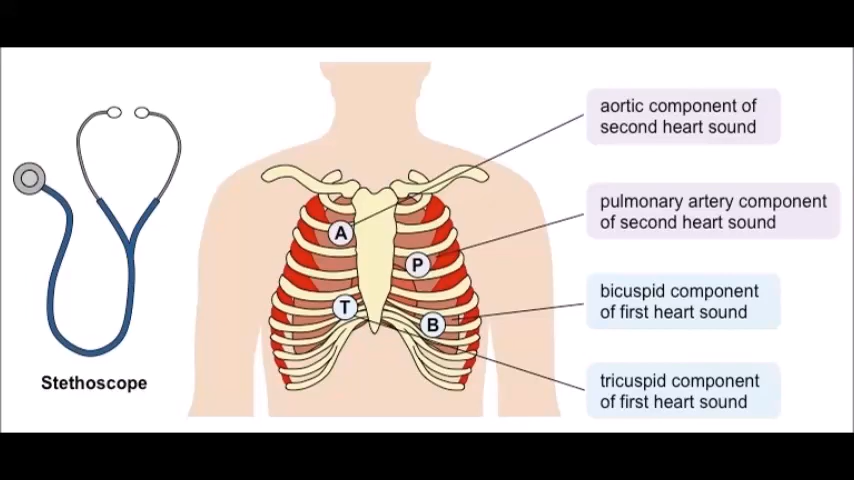 aortic component of
second heart sound
A
pulmonary artery component
of second heart sound
P
bicuspid component
of first heart sound
T
B
Stethoscope
tricuspid component
of first heart sound